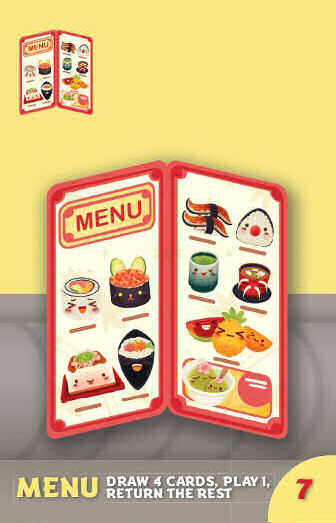 MENU
MENU
MENU DRAW 4 CARDS, PLAY 1,
RETURN THE REST
7